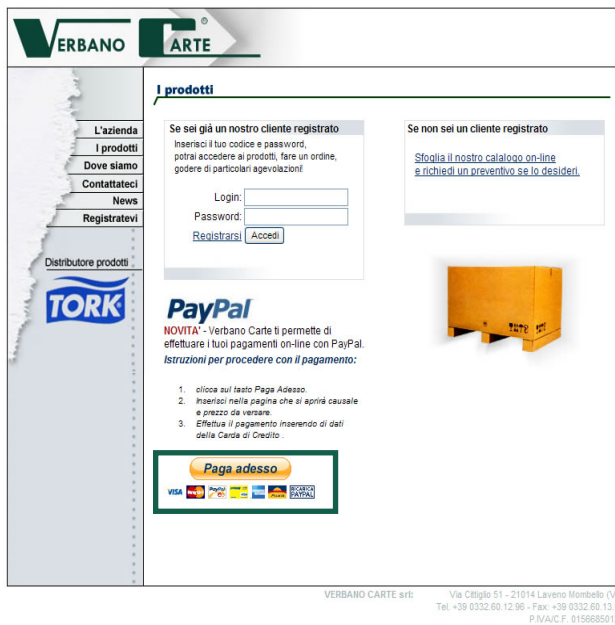 VERBANO CARTE
I prodotti
L'azienda
I prodotti
Dove siamo
Contattateci
News
Registratevi
Distributore prodotti
TORK
Se sei già un nostro cliente registrato
Inserisci il tuo codice e password,
potrai accedere ai prodotti, fare un ordine,
godere di particolari agevolazioni!
Login:
Password:
Registrarsi Accedi
Se non sei un cliente registrato
Sfoglia il nostro calalogo on-line
e richiedi un preventivo se lo desideri.
PayPal
NOVITA' - Verbano Carte ti permette di
effettuare i tuoi pagamenti on-line con PayPal.
Istruzioni per procedere con il pagamento:
1. clicca sul tasto Paga Adesso.
2. Inserisci nella pagina che si aprirà causale
e prezzo da versare.
3. Effettua il pagamento inserendo di dati
della Carda di Credito .
Paga adesso
VISA PayPal RICARICA
PAYPAL
VERBANO CARTE srl: Via Cittiglio 51 - 21014 Laveno Mombello (V
Tel. +39 0332.60.12.96 - Fax: +39 0332.60.13.
P.IVA/C.F. 015668501